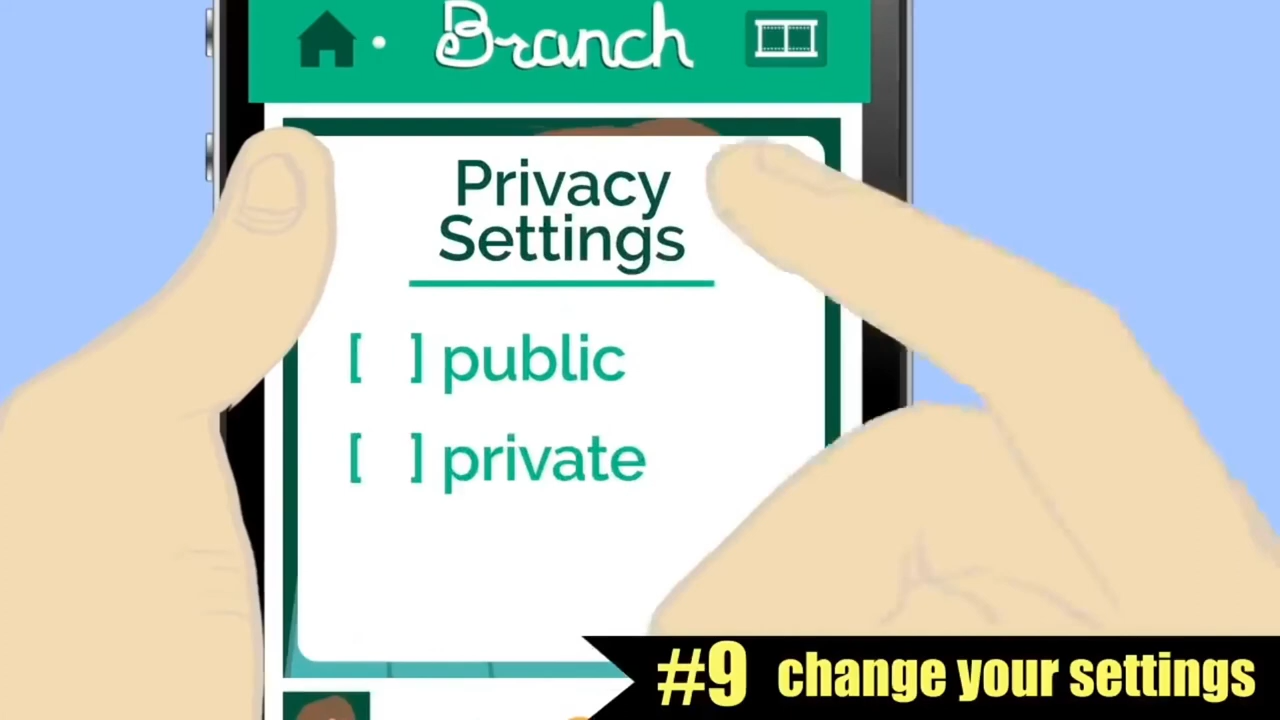 Branch
Privacy
Settings
[ ] public
[ ] private
#9 change your settings